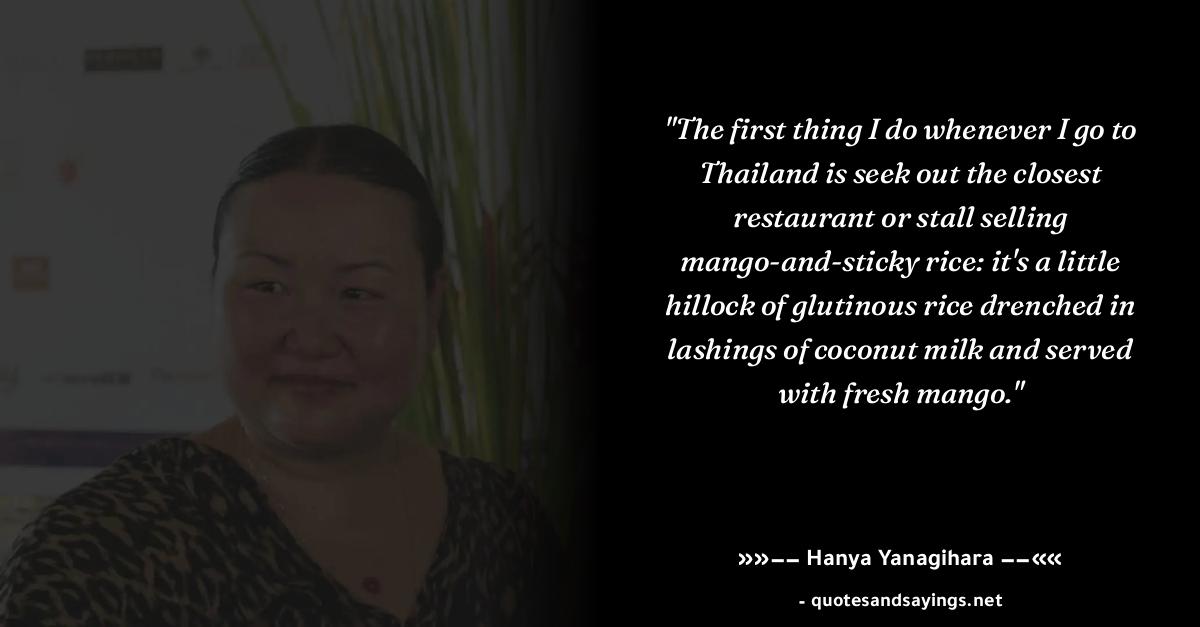 "The first thing I do whenever I go to
Thailand is seek out the closest
restaurant or stall selling
mango-and-sticky rice: it's a little
hillock of glutinous rice drenched in
lashings of coconut milk and served
with fresh mango."
»»―― Hanya Yanagihara ――««
- quotesandsayings.net